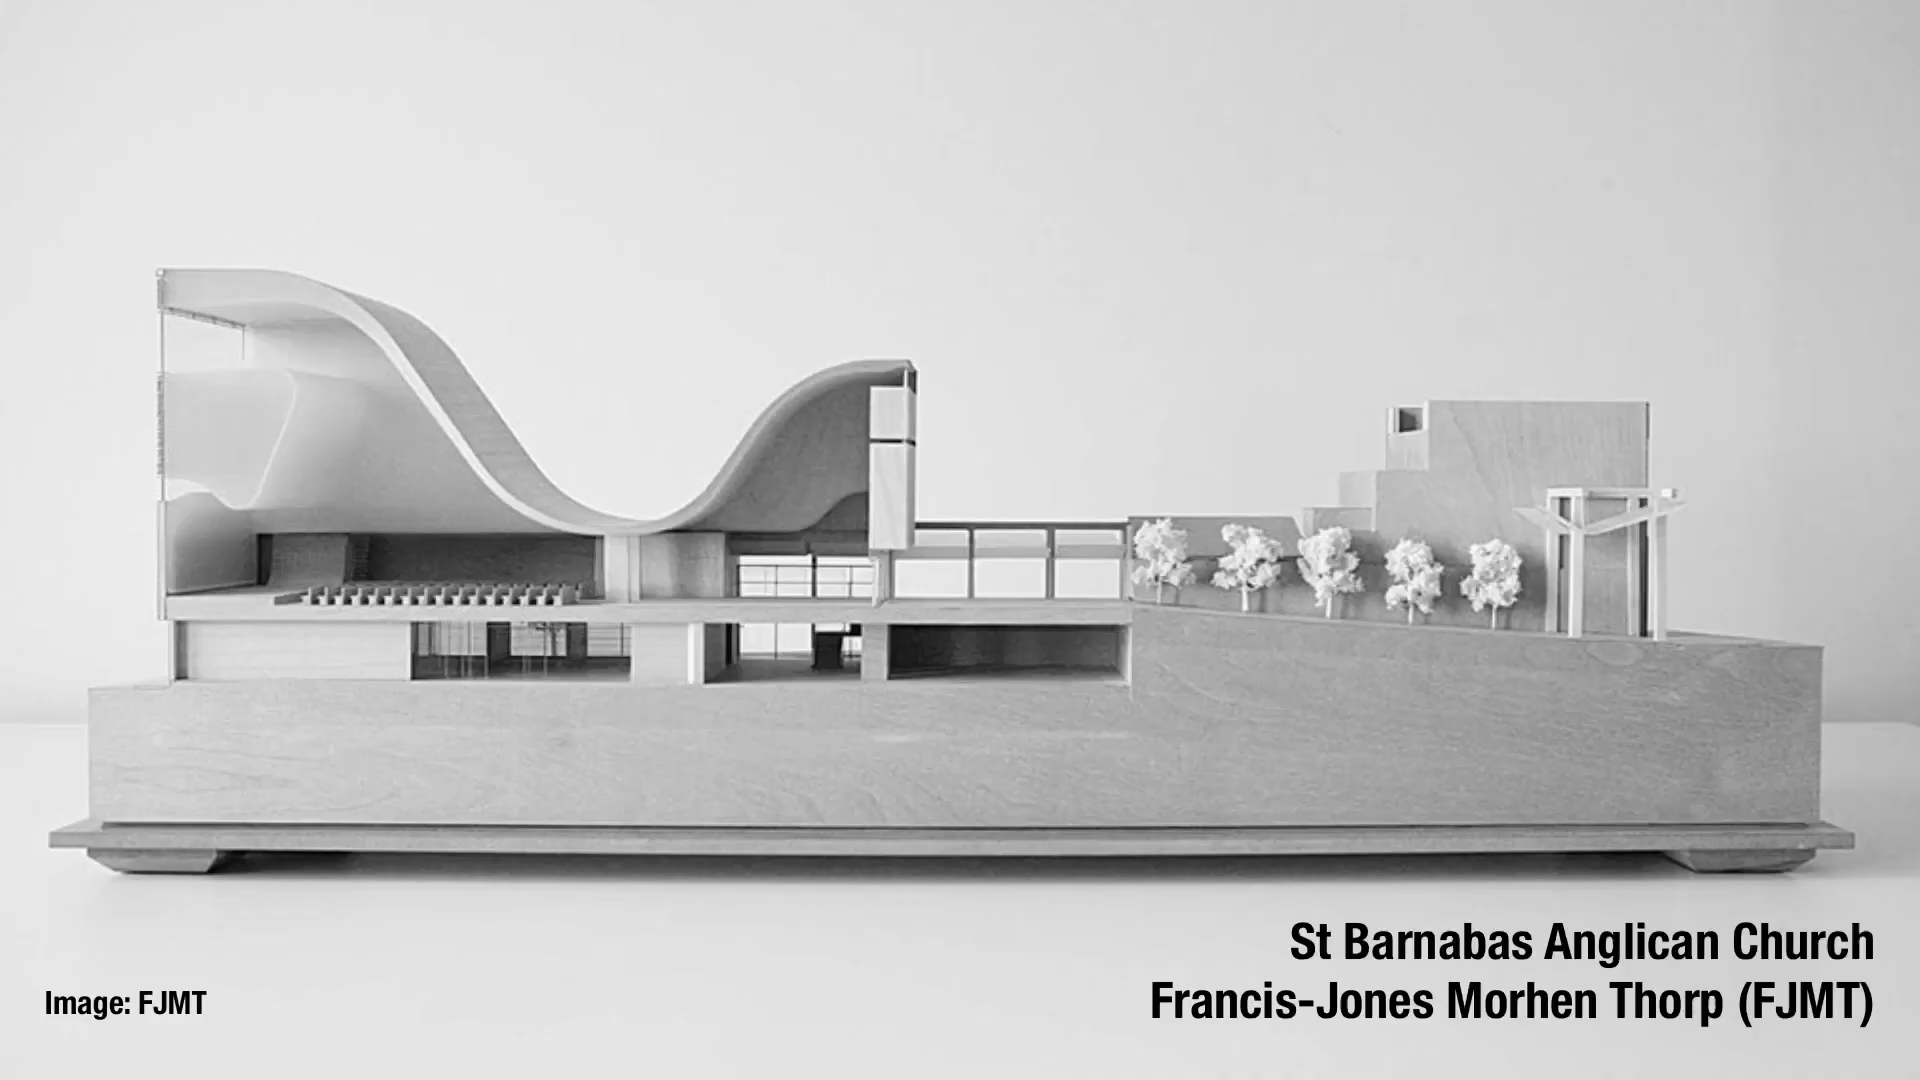 St Barnabas Anglican Church
Francis-Jones Morhen Thorp (FJMT)
Image: FJMT